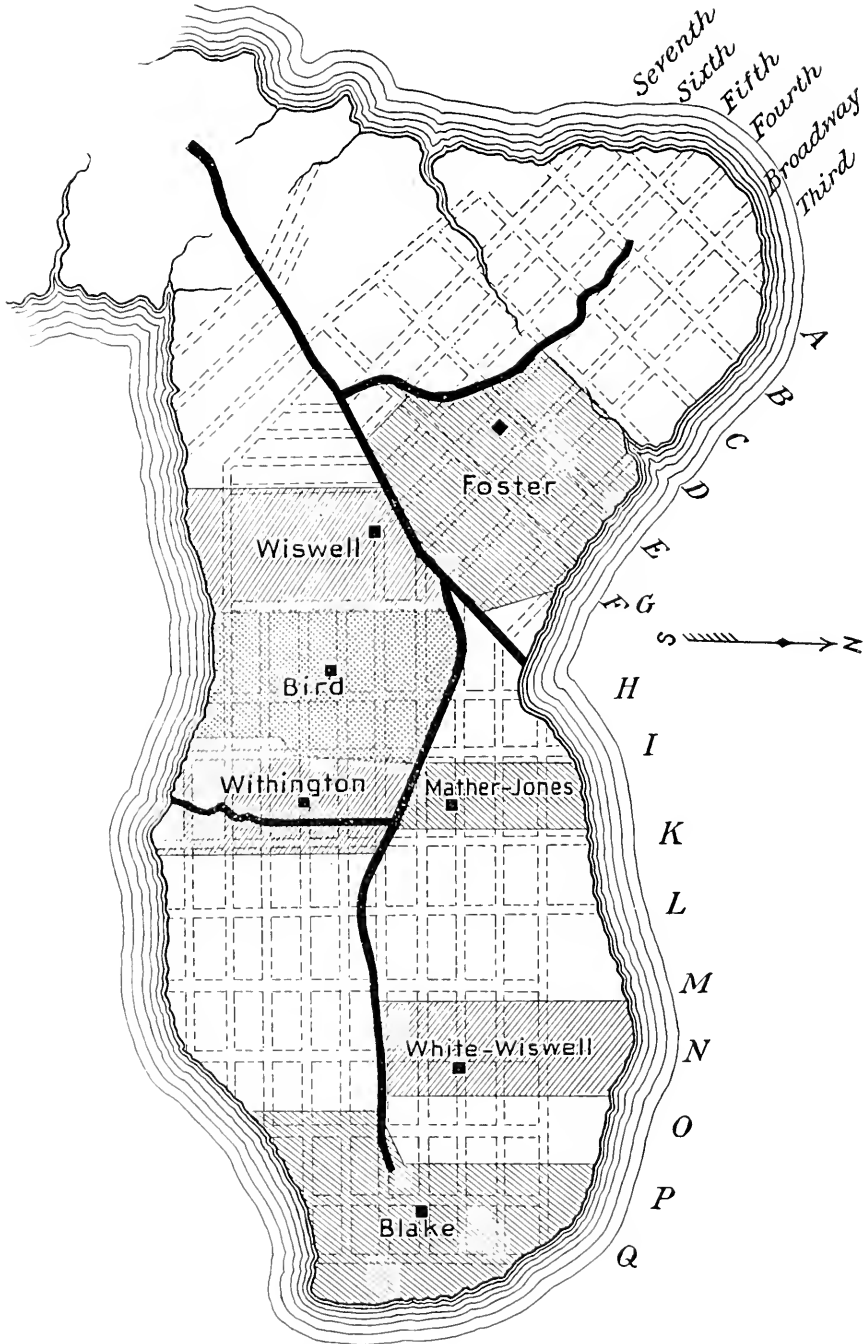 Seventh
Sixth
Fifth
Fourth
Broadway
Third
A
B
C
D
E
F
G
H
I
K
L
M
N
O
P
Q
S
N
Foster
Wiswell
Bird
Withington
Mather-Jones
White-Wiswell
Blake